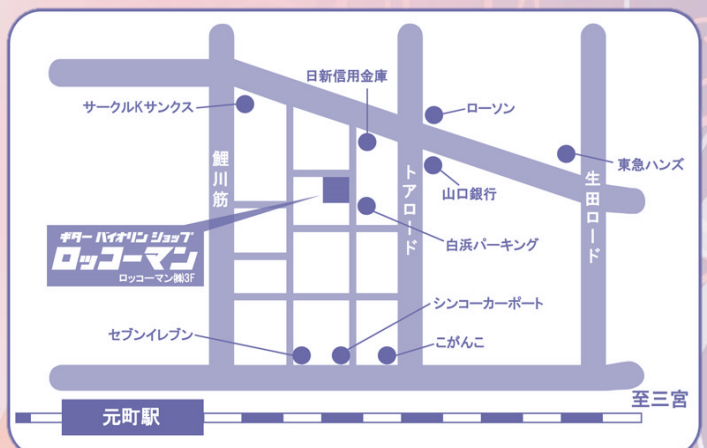 日新信用金庫
サークルKサンクス
ローソン
鯉川筋
トアロード
生田ロード
東急ハンズ
山口銀行
ギター バイオリン ショップ
ロッコーマン
ロッコーマン㈱3F
白浜パーキング
シンコーカーポート
セブンイレブン
こがんこ
至三宮
元町駅